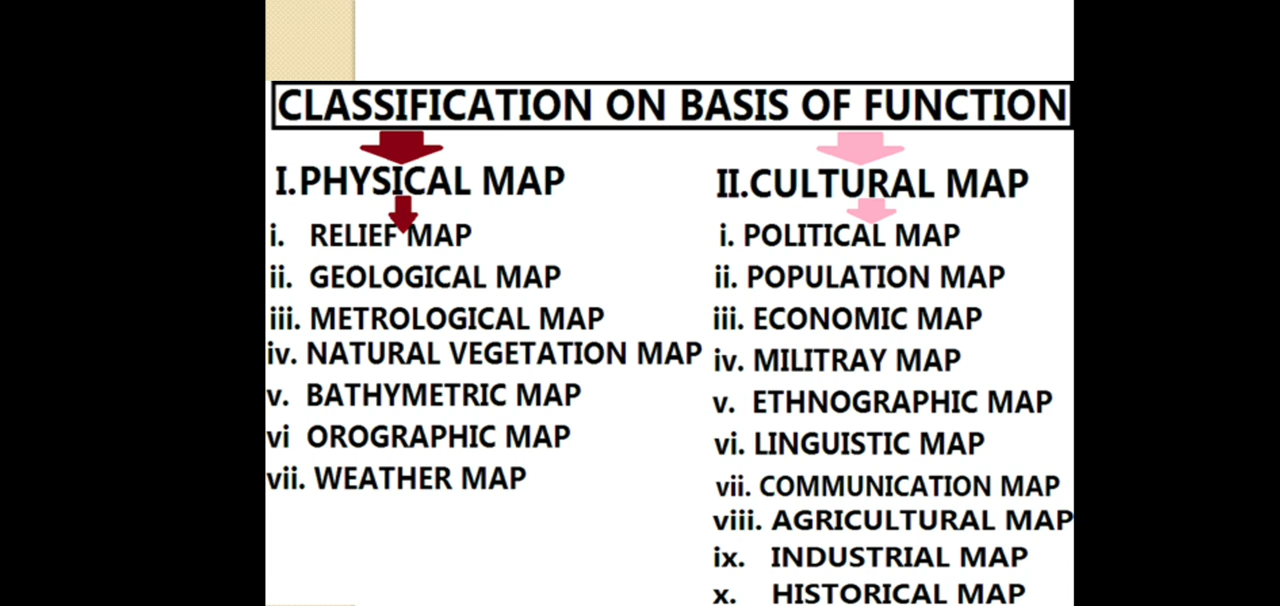 CLASSIFICATION ON BASIS OF FUNCTION
I.PHYSICAL MAP
i. RELIEF MAP
ii. GEOLOGICAL MAP
iii. METROLOGICAL MAP
iv. NATURAL VEGETATION MAP
v. BATHYMETRIC MAP
vi OROGRAPHIC MAP
vii. WEATHER MAP
II.CULTURAL MAP
i. POLITICAL MAP
ii. POPULATION MAP
iii. ECONOMIC MAP
iv. MILITRAY MAP
v. ETHNOGRAPHIC MAP
vi. LINGUISTIC MAP
vii. COMMUNICATION MAP
viii. AGRICULTURAL MAP
ix. INDUSTRIAL MAP
x. HISTORICAL MAP